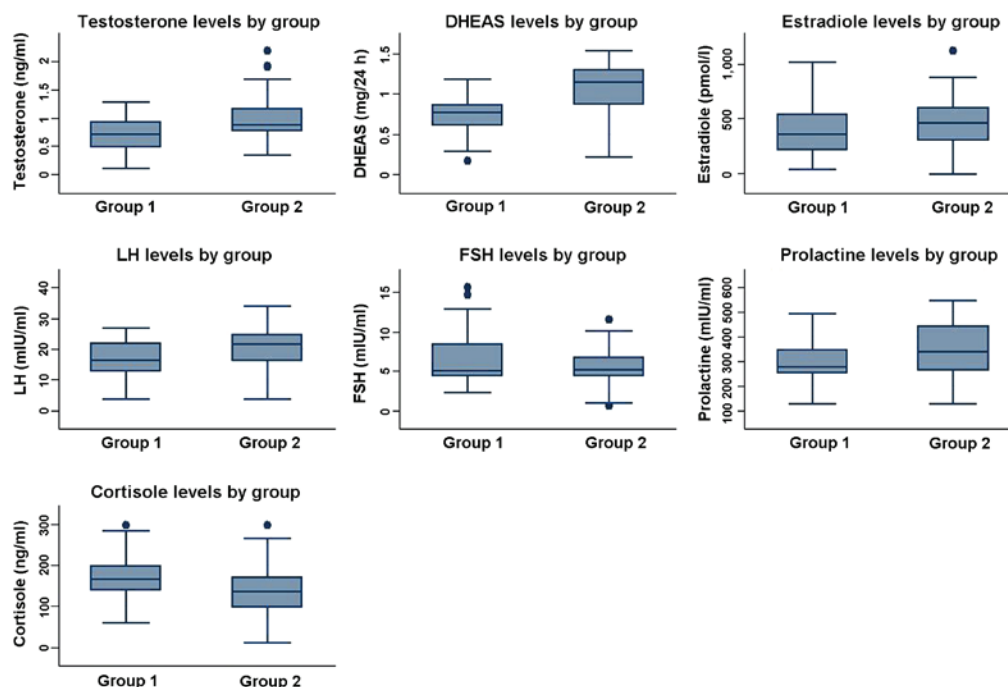 Testosterone levels by group
Testosterone (ng/ml)
2
1.5
1
0.5
0
Group 1 Group 2
DHEAS levels by group
DHEAS (mg/24 h)
1.5
1
0.5
0
Group 1 Group 2
Estradiole levels by group
Estradiole (pmol/l)
1,000
500
0
Group 1 Group 2
LH levels by group
LH (mIU/ml)
40
30
20
10
0
Group 1 Group 2
FSH levels by group
FSH (mIU/ml)
15
10
5
0
Group 1 Group 2
Prolactine levels by group
Prolactine (mIU/ml)
100 200 300 400 500 600
Group 1 Group 2
Cortisole levels by group
Cortisole (ng/ml)
300
200
100
0
Group 1 Group 2